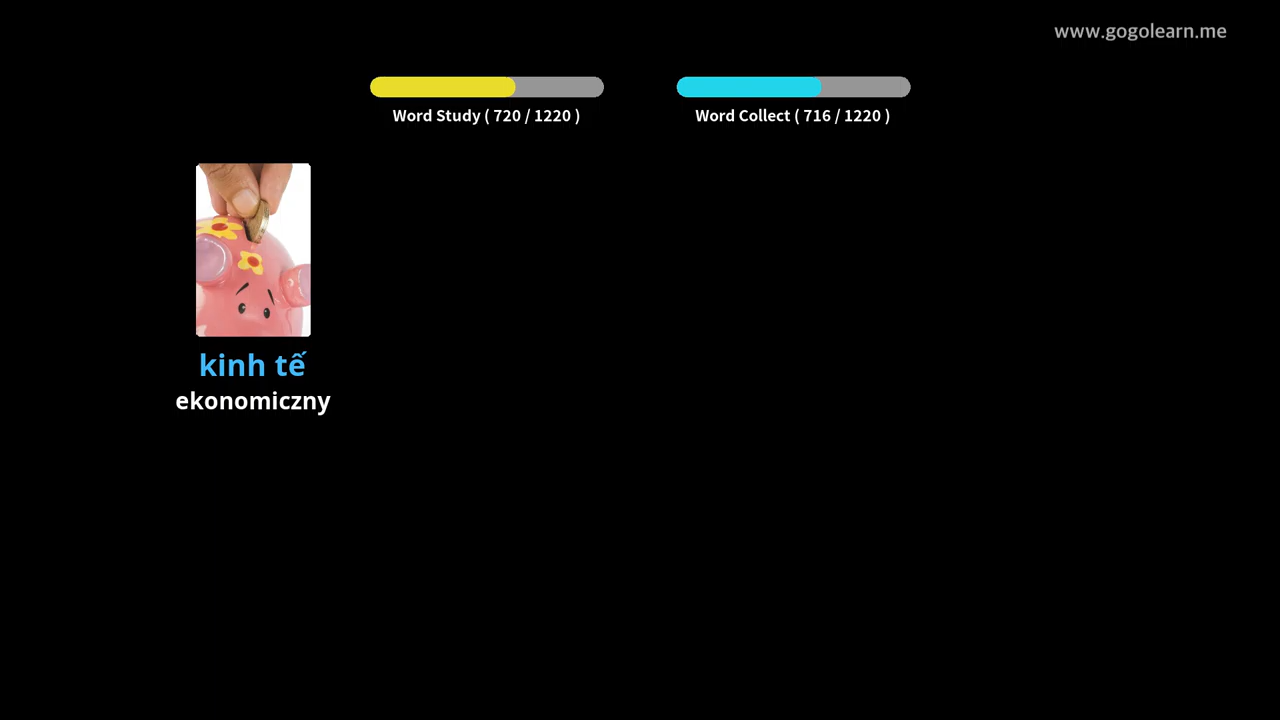 www.gogolearn.me
Word Study ( 720 / 1220 )
Word Collect ( 716 / 1220 )
kinh tế
ekonomiczny